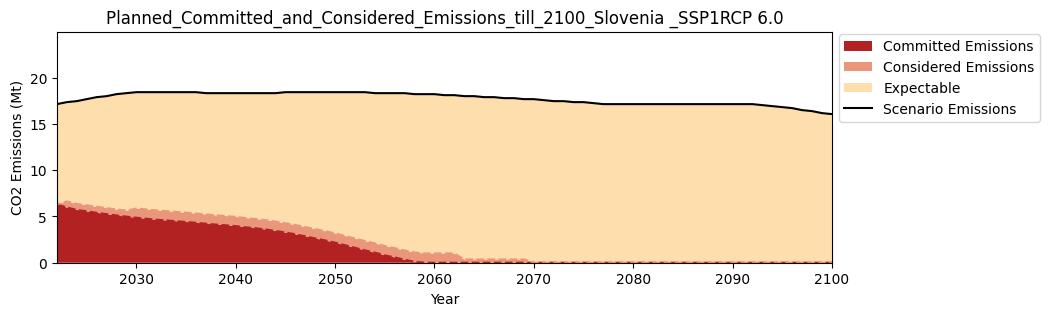 Planned_Committed_and_Considered_Emissions_till_2100_Slovenia _SSP1RCP 6.0
Committed Emissions
Considered Emissions
Expectable
Scenario Emissions
CO2 Emissions (Mt)
20
15
10
5
0
2030 2040 2050 2060 2070 2080 2090 2100
Year